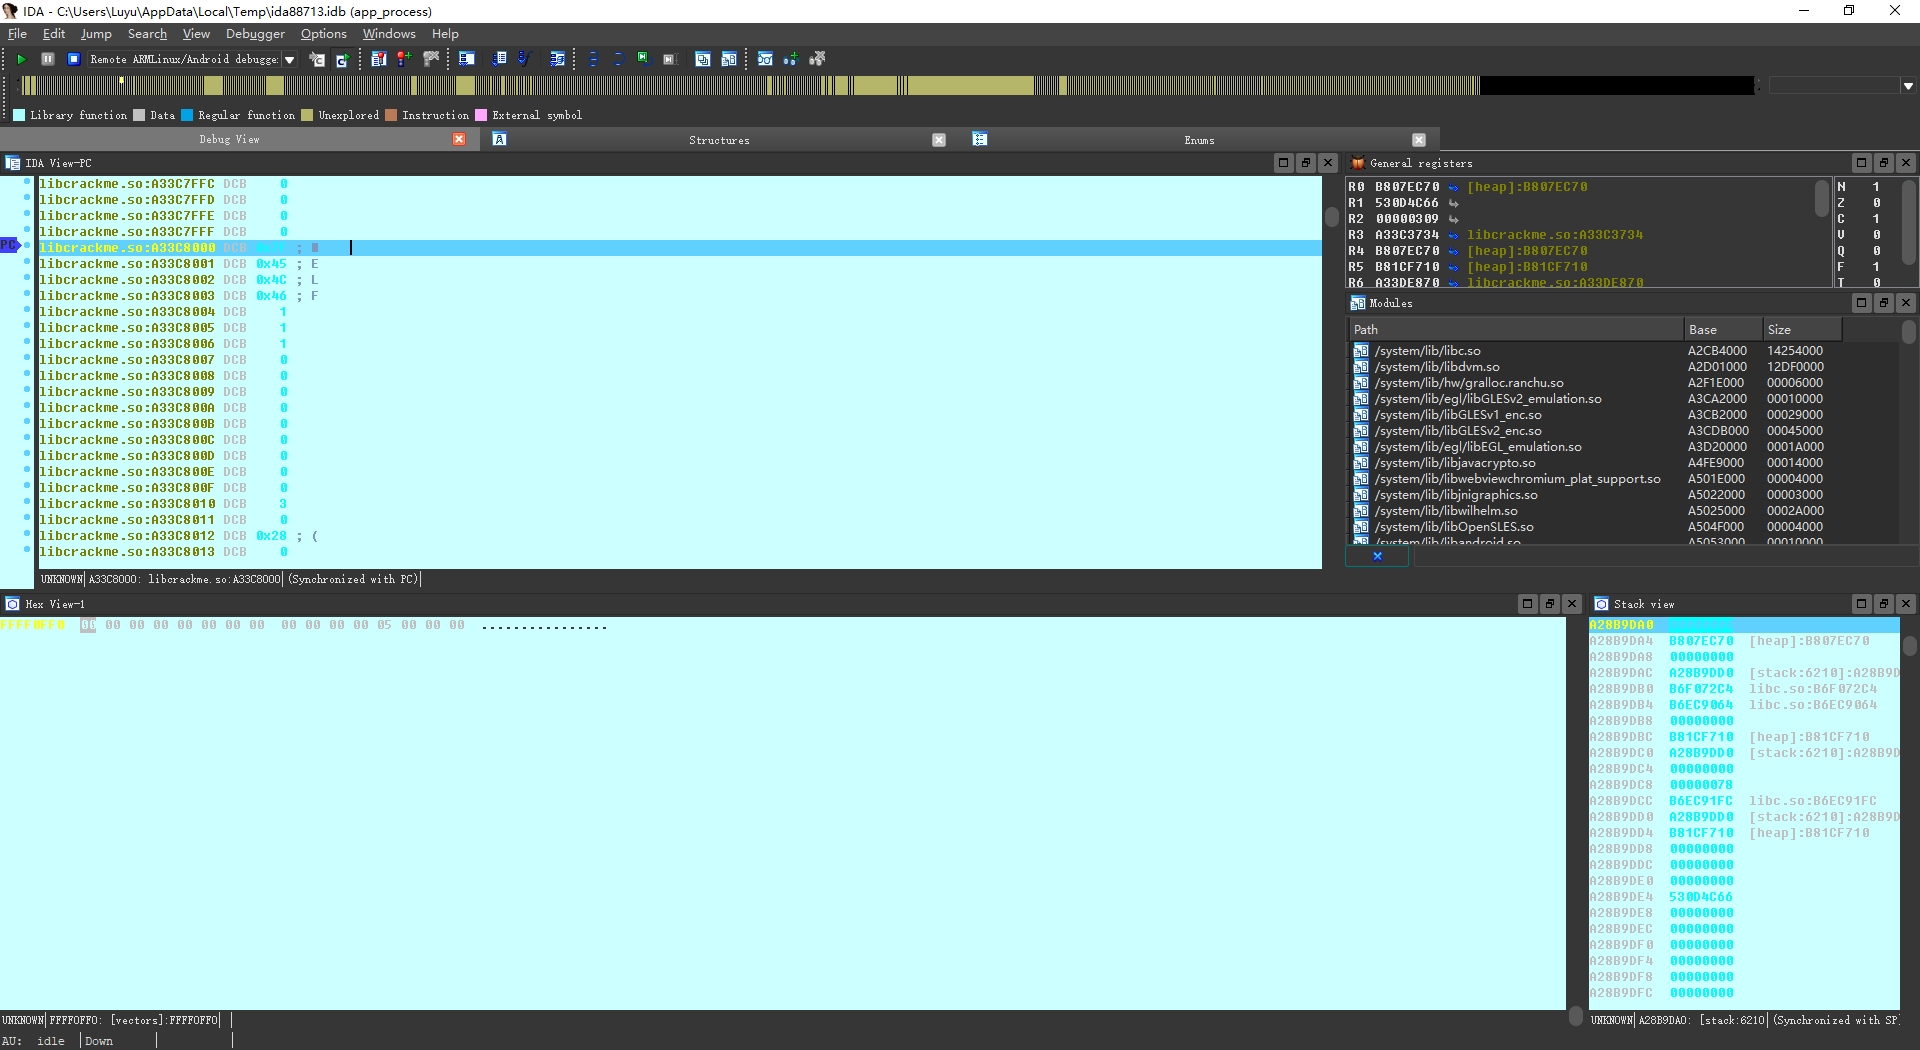 IDA - C:\Users\Luyu\AppData\Local\Temp\ida88713.idb (app_process)
File Edit Jump Search View Debugger Options Windows Help
Remote ARMLinux/Android debugge:
Library function Data Regular function Unexplored Instruction External symbol
Debug View Structures Enums
IDA View-PC
libcrackme.so:A33C7FFC DCB 0
libcrackme.so:A33C7FFD DCB 0
libcrackme.so:A33C7FFE DCB 0
libcrackme.so:A33C7FFF DCB 0
PC libcrackme.so:A33C8000 DCB ;
libcrackme.so:A33C8001 DCB 0x45 ; E
libcrackme.so:A33C8002 DCB 0x4C ; L
libcrackme.so:A33C8003 DCB 0x46 ; F
libcrackme.so:A33C8004 DCB 1
libcrackme.so:A33C8005 DCB 1
libcrackme.so:A33C8006 DCB 1
libcrackme.so:A33C8007 DCB 0
libcrackme.so:A33C8008 DCB 0
libcrackme.so:A33C8009 DCB 0
libcrackme.so:A33C800A DCB 0
libcrackme.so:A33C800B DCB 0
libcrackme.so:A33C800C DCB 0
libcrackme.so:A33C800D DCB 0
libcrackme.so:A33C800E DCB 0
libcrackme.so:A33C800F DCB 0
libcrackme.so:A33C8010 DCB 3
libcrackme.so:A33C8011 DCB 0
libcrackme.so:A33C8012 DCB 0x28 ; (
libcrackme.so:A33C8013 DCB 0
UNKNOWN A33C8000: libcrackme.so:A33C8000 (Synchronized with PC)
General registers
R0 B807EC70 [heap]:B807EC70
R1 530D4C66
R2 00000309
R3 A33C3734 libcrackme.so:A33C3734
R4 B807EC70 [heap]:B807EC70
R5 B81CF710 [heap]:B81CF710
R6 A33DE870 libcrackme.so:A33DE870
N 1
Z 0
C 1
V 0
Q 0
F 1
T 0
Modules
Path Base Size
/system/lib/libc.so A2CB4000 14254000
/system/lib/libdvm.so A2D01000 12DF0000
/system/lib/hw/gralloc.ranchu.so A2F1E000 00006000
/system/lib/egl/libGLESv2_emulation.so A3CA2000 00010000
/system/lib/libGLESv1_enc.so A3CB2000 00029000
/system/lib/libGLESv2_enc.so A3CDB000 00045000
/system/lib/egl/libEGL_emulation.so A3D20000 0001A000
/system/lib/libjavacrypto.so A4FE9000 00014000
/system/lib/libwebviewchromium_plat_support.so A501E000 00004000
/system/lib/libjnigraphics.so A5022000 00003000
/system/lib/libwilhelm.so A5025000 0002A000
/system/lib/libOpenSLES.so A504F000 00004000
/system/lib/libandroid.so A5053000 00010000
Hex View-1
FFFF0FF0 00 00 00 00 00 00 00 00 00 00 00 00 05 00 00 00 ................
UNKNOWN FFFF0FF0: [vectors]:FFFF0FF0
Stack view
A28B9DA0
A28B9DA4 B807EC70 [heap]:B807EC70
A28B9DA8 00000000
A28B9DAC A28B9DD0 [stack:6210]:A28B9D
A28B9DB0 B6F072C4 libc.so:B6F072C4
A28B9DB4 B6EC9064 libc.so:B6EC9064
A28B9DB8 00000000
A28B9DBC B81CF710 [heap]:B81CF710
A28B9DC0 A28B9DD0 [stack:6210]:A28B9D
A28B9DC4 00000000
A28B9DC8 00000078
A28B9DCC B6EC91FC libc.so:B6EC91FC
A28B9DD0 A28B9DD0 [stack:6210]:A28B9D
A28B9DD4 B81CF710 [heap]:B81CF710
A28B9DD8 00000000
A28B9DDC 00000000
A28B9DE0 00000000
A28B9DE4 530D4C66
A28B9DE8 00000000
A28B9DEC 00000000
A28B9DF0 00000000
A28B9DF4 00000000
A28B9DF8 00000000
A28B9DFC 00000000
UNKNOWN A28B9DA0: [stack:6210 (Synchronized with SP
AU: idle Down